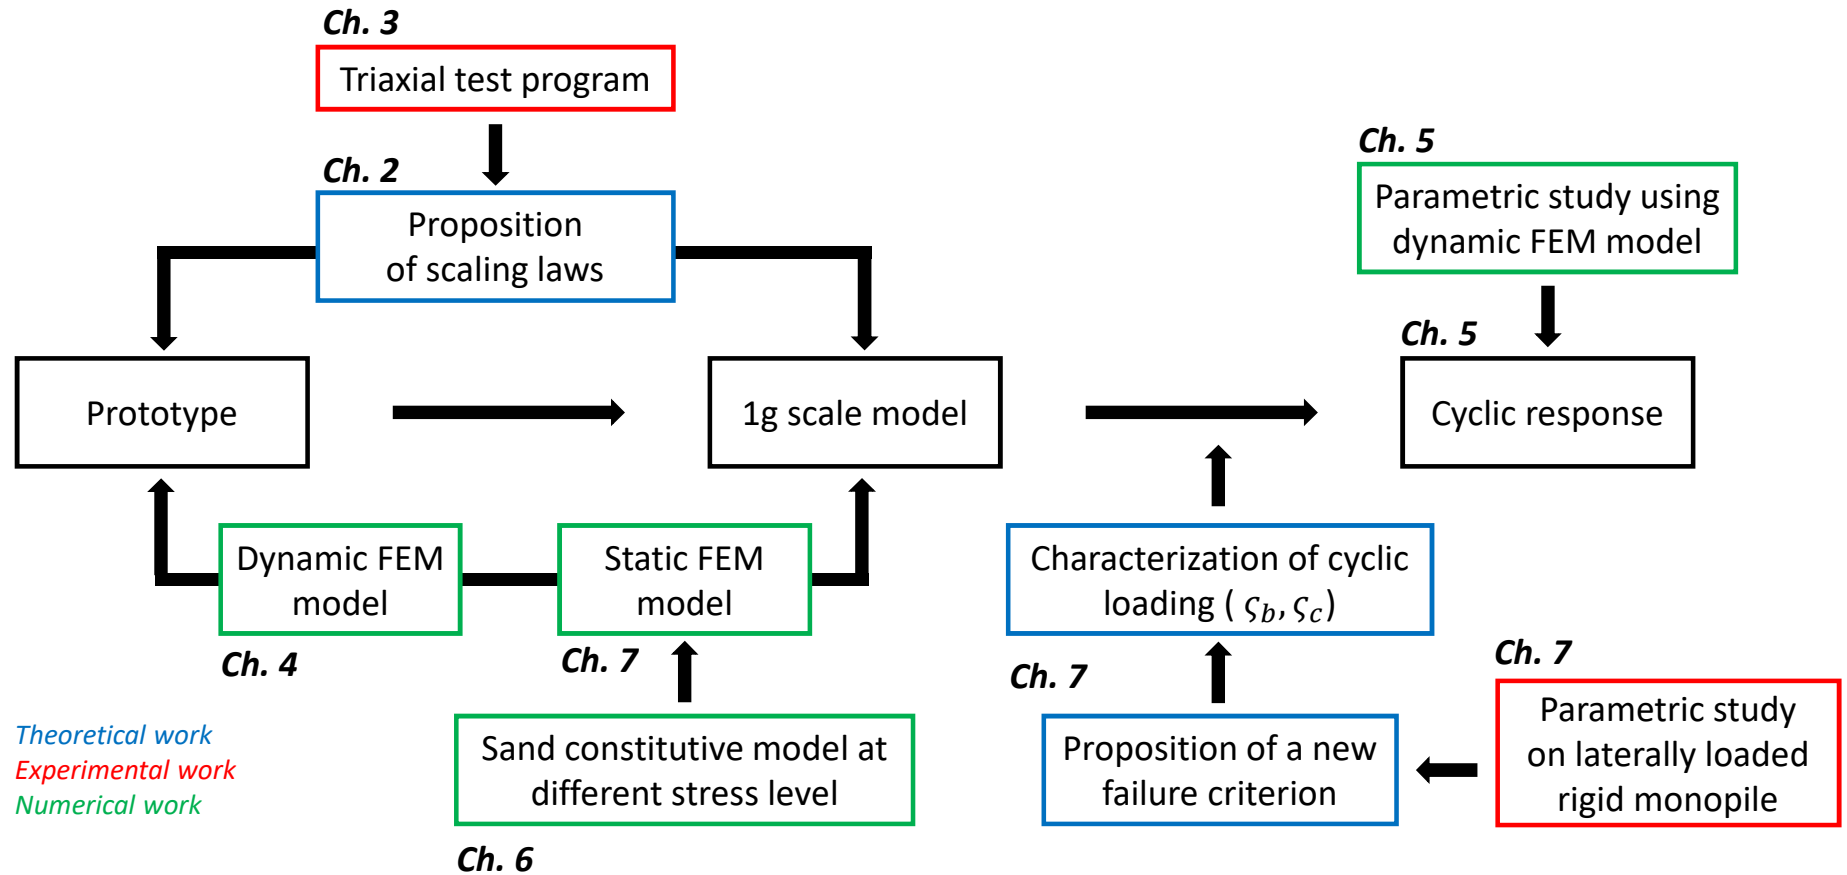 Ch. 3
Triaxial test program
Ch. 2
Proposition
of scaling laws
Ch. 5
Parametric study using
dynamic FEM model
Ch. 5
Prototype
1g scale model
Cyclic response
Dynamic FEM
model
Ch. 4
Static FEM
model
Ch. 7
Characterization of cyclic
loading ( ς_b, ς_c)
Sand constitutive model at
different stress level
Ch. 6
Ch. 7
Proposition of a new
failure criterion
Ch. 7
Parametric study
on laterally loaded
rigid monopile
Theoretical work
Experimental work
Numerical work